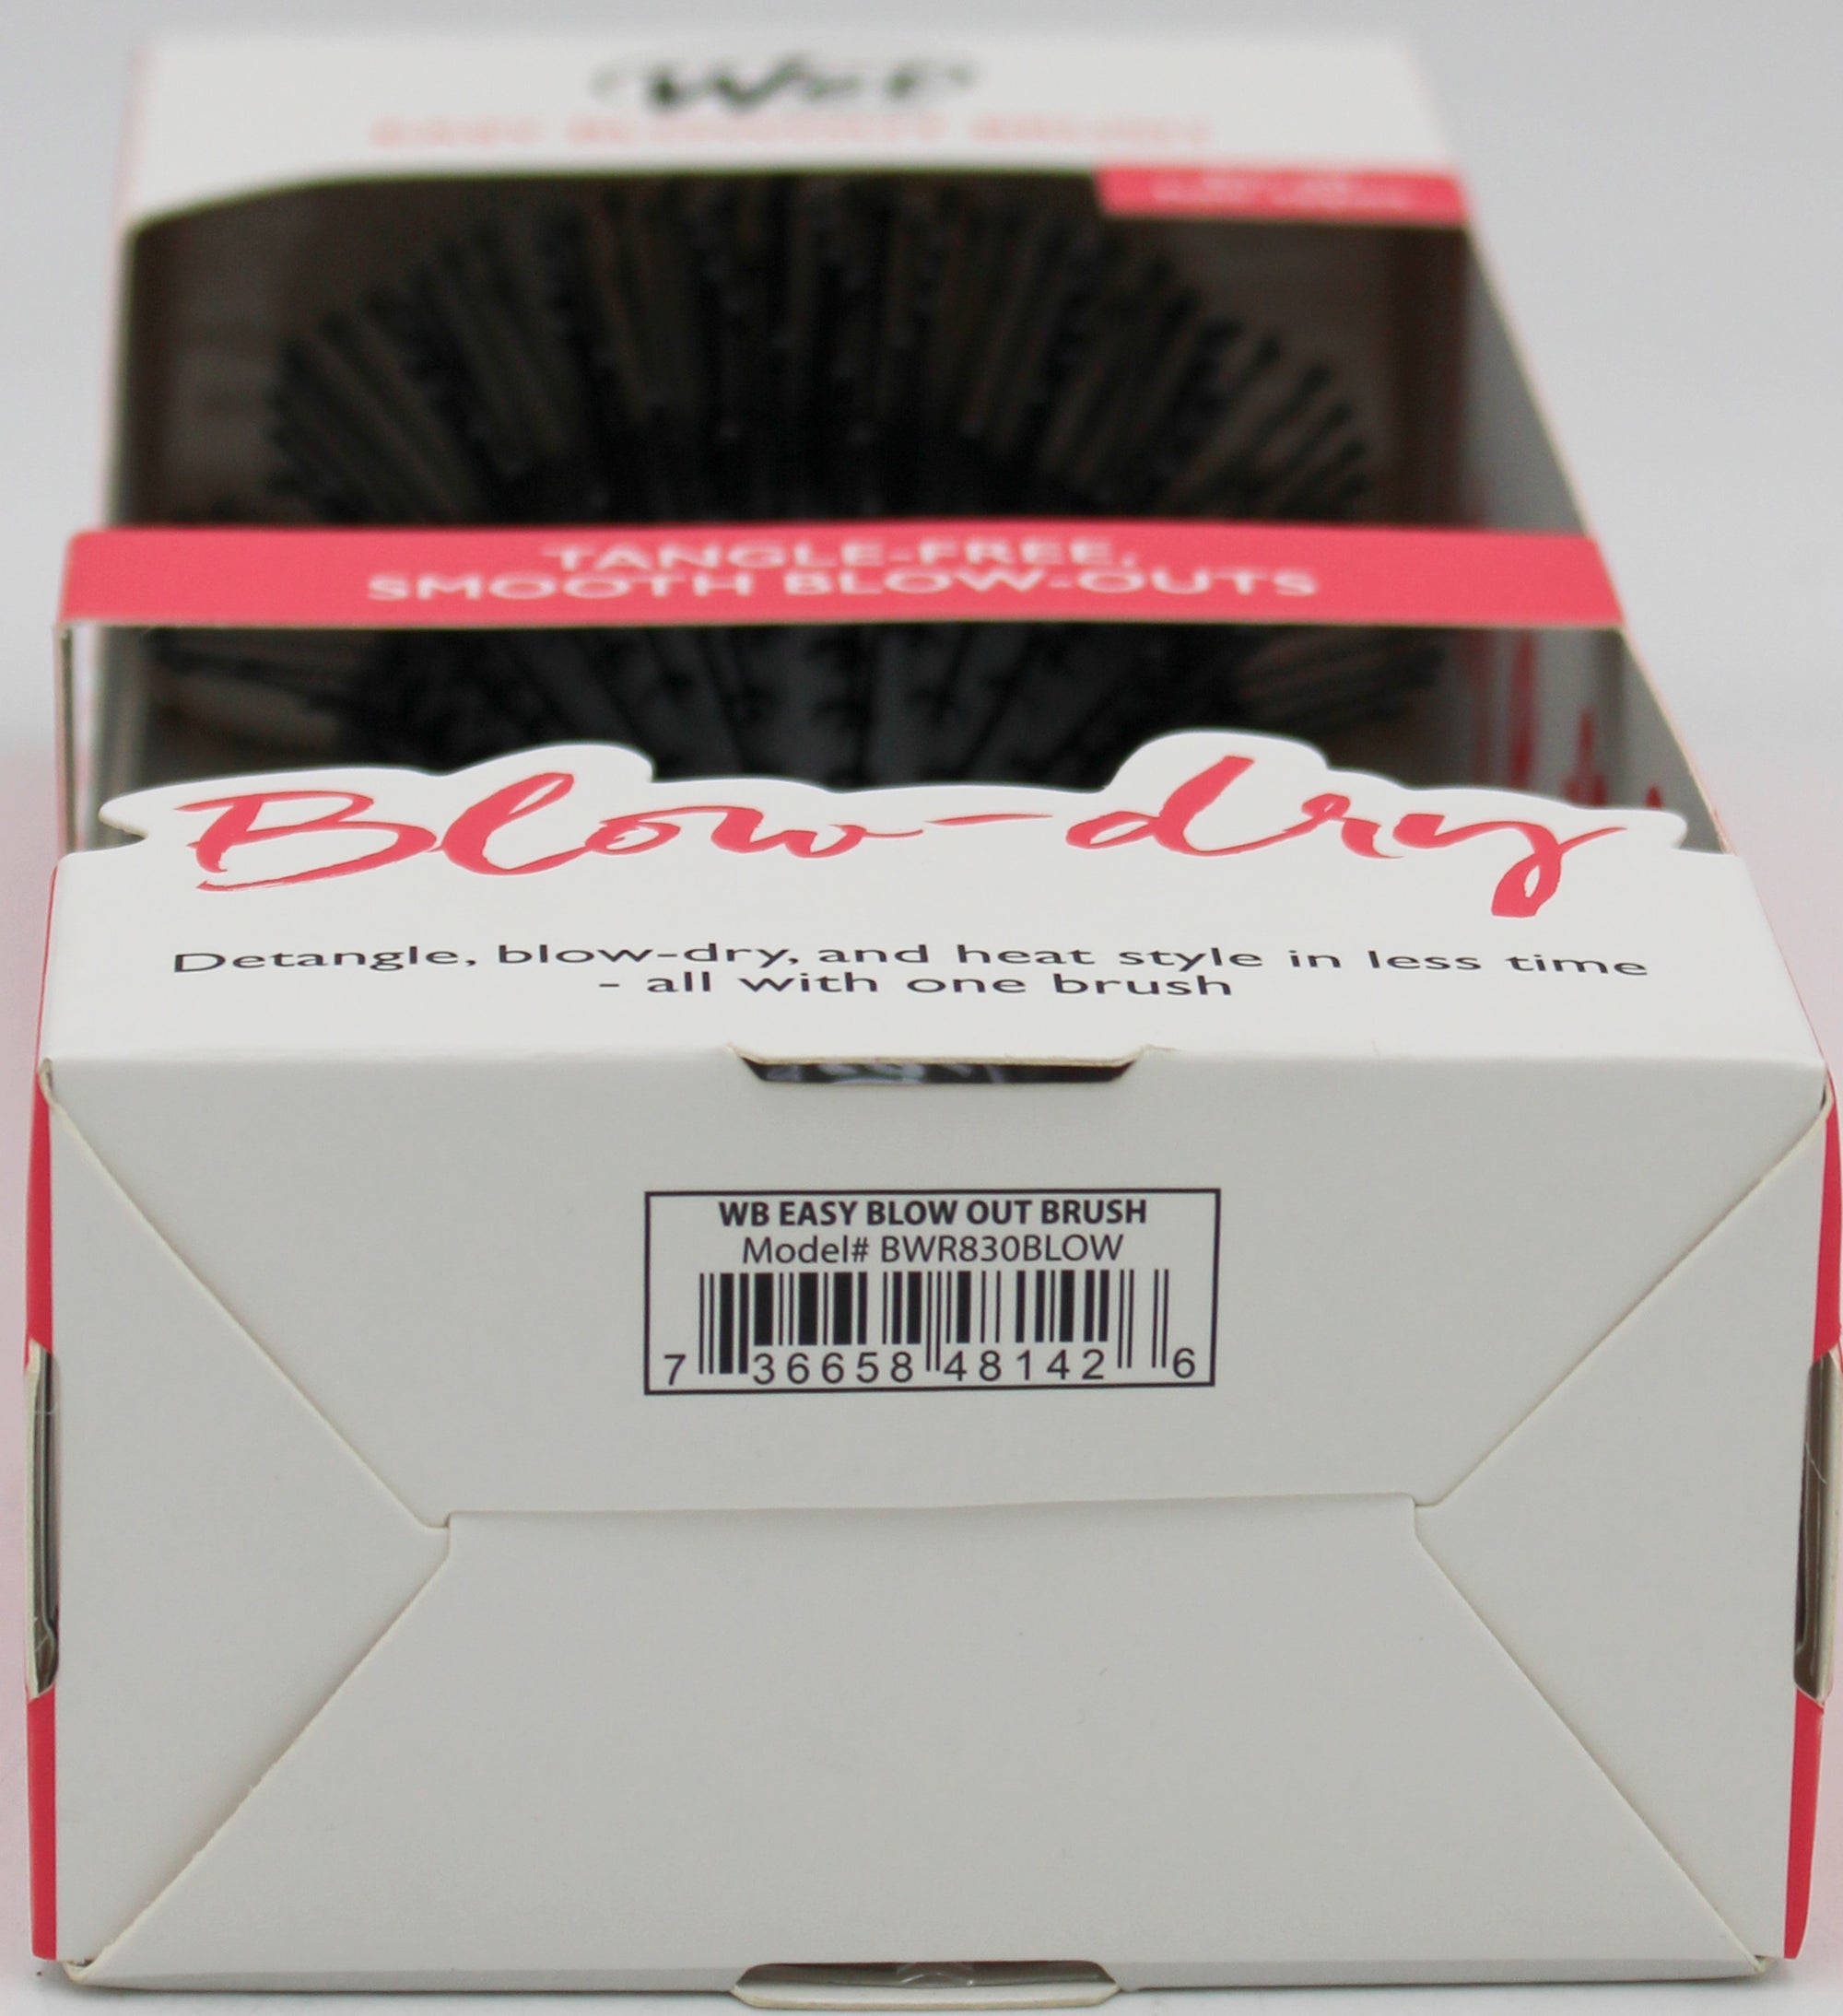 TANGLE-FREE,
SMOOTH BLOW-OUTS
Blow-dry
Detangle, blow-dry, and heat style in less time
- all with one brush
WB EASY BLOW OUT BRUSH
Model# BWR830BLOW
7 36658 48142 6